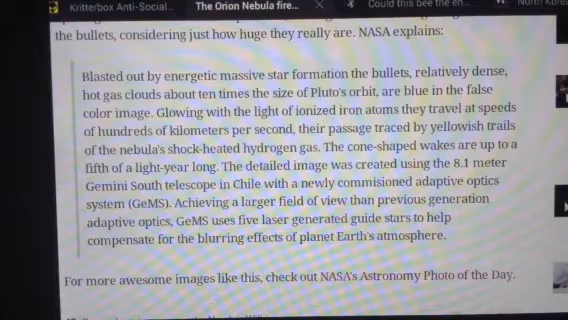 Kritterbox Anti-Social...
The Orion Nebula fire...
Could this bee the en...
the bullets, considering just how huge they really are. NASA explains:
Blasted out by energetic massive star formation the bullets, relatively dense,
hot gas clouds about ten times the size of Pluto's orbit, are blue in the false
color image. Glowing with the light of ionized iron atoms they travel at speeds
of hundreds of kilometers per second, their passage traced by yellowish trails
of the nebula's shock-heated hydrogen gas. The cone-shaped wakes are up to a
fifth of a light-year long. The detailed image was created using the 8.1 meter
Gemini South telescope in Chile with a newly commisioned adaptive optics
system (GeMS). Achieving a larger field of view than previous generation
adaptive optics, GeMS uses five laser generated guide stars to help
compensate for the blurring effects of planet Earth's atmosphere.
For more awesome images like this, check out NASA's Astronomy Photo of the Day.